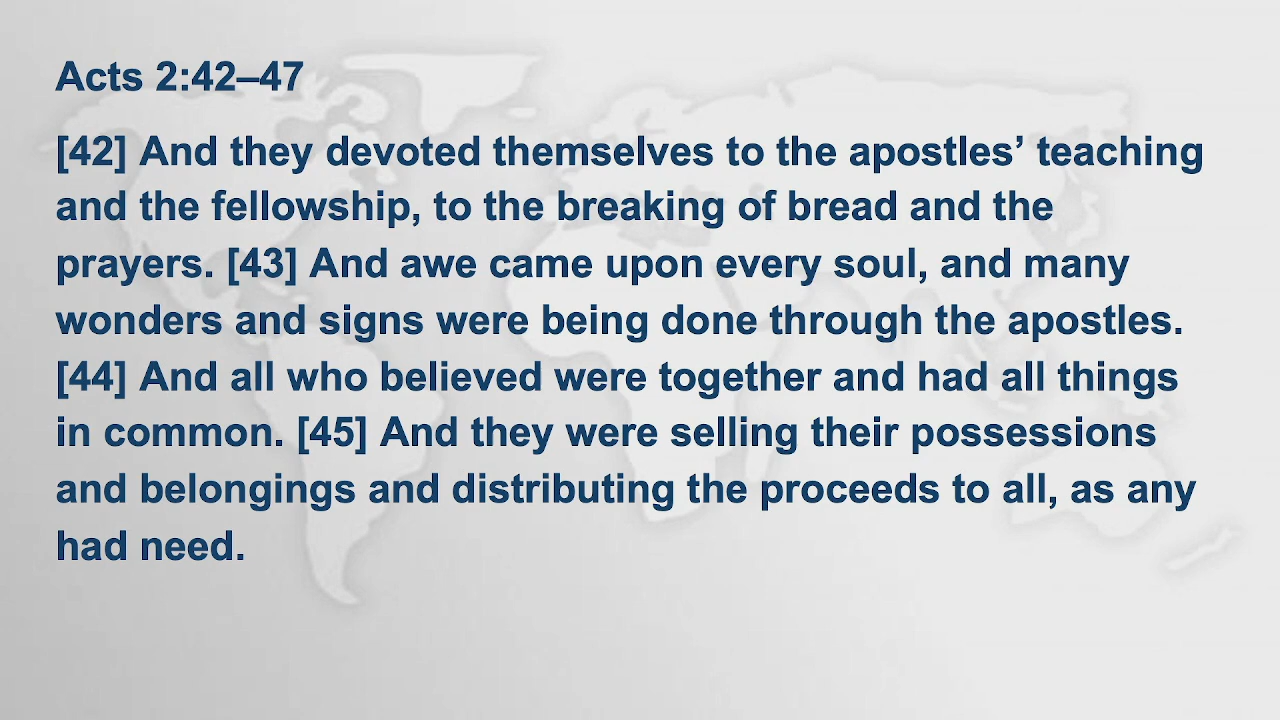 Acts 2:42–47
[42] And they devoted themselves to the apostles’ teaching
and the fellowship, to the breaking of bread and the
prayers. [43] And awe came upon every soul, and many
wonders and signs were being done through the apostles.
[44] And all who believed were together and had all things
in common. [45] And they were selling their possessions
and belongings and distributing the proceeds to all, as any
had need.